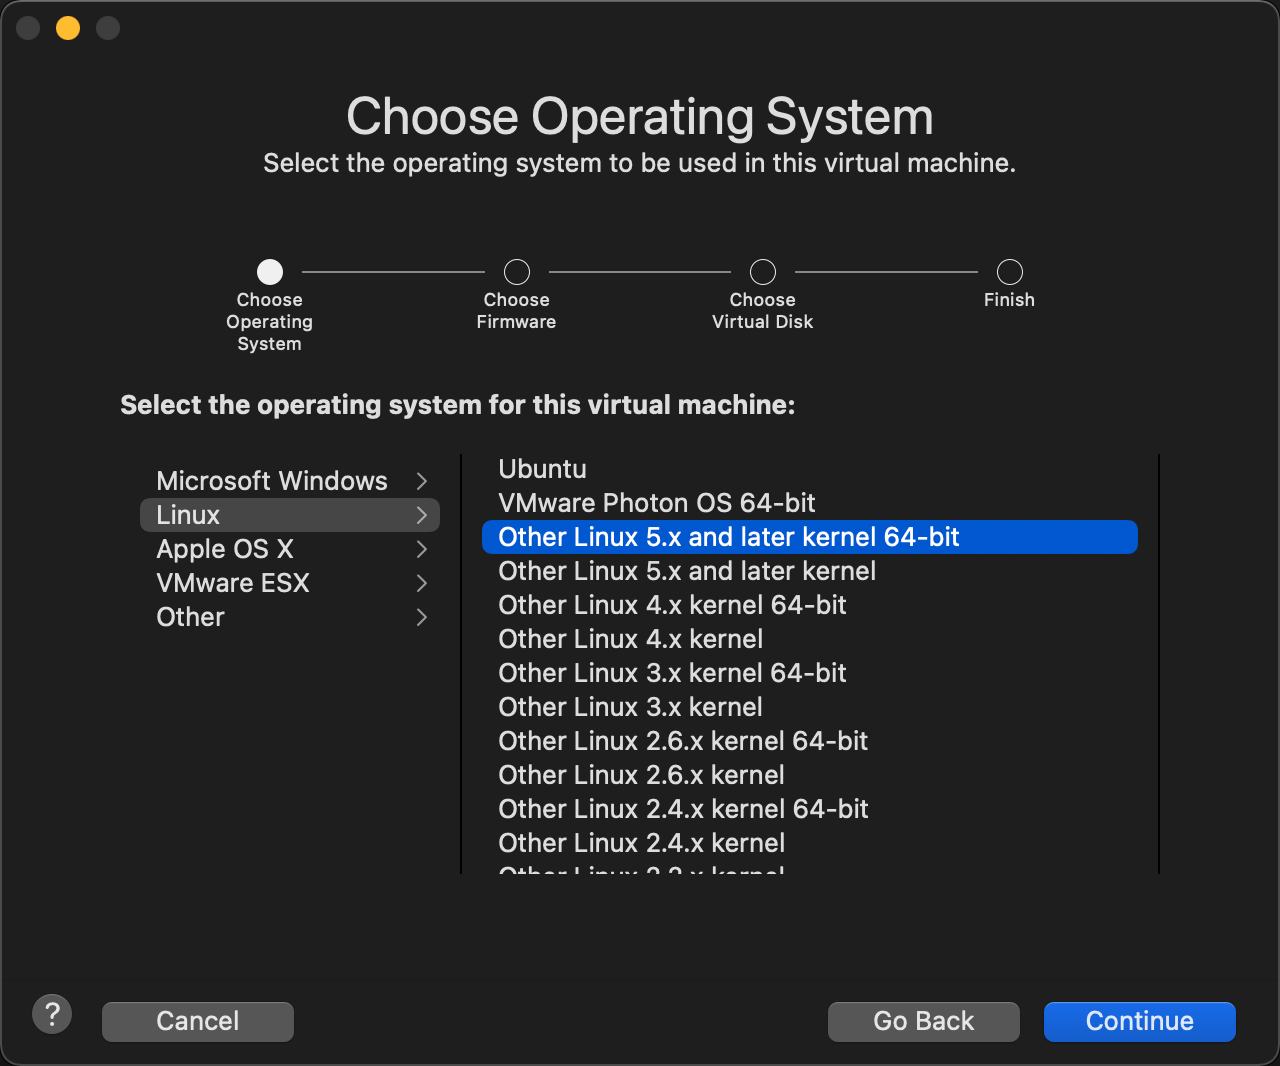 Choose Operating System
Select the operating system to be used in this virtual machine.
Choose
Operating
System
Choose
Firmware
Choose
Virtual Disk
Finish
Select the operating system for this virtual machine:
Microsoft Windows
Linux
Apple OS X
VMware ESX
Other
Ubuntu
VMware Photon OS 64-bit
Other Linux 5.x and later kernel 64-bit
Other Linux 5.x and later kernel
Other Linux 4.x kernel 64-bit
Other Linux 4.x kernel
Other Linux 3.x kernel 64-bit
Other Linux 3.x kernel
Other Linux 2.6.x kernel 64-bit
Other Linux 2.6.x kernel
Other Linux 2.4.x kernel 64-bit
Other Linux 2.4.x kernel
Other Linux 2.2.x kernel
?
Cancel
Go Back
Continue